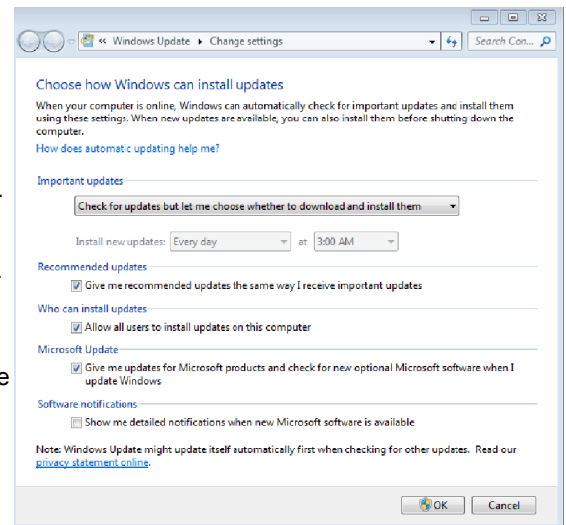 « Windows Update ▸ Change settings
Search Con...
Choose how Windows can install updates
When your computer is online, Windows can automatically check for important updates and install them
using these settings. When new updates are available, you can also install them before shutting down the
computer.
How does automatic updating help me?
Important updates
Check for updates but let me choose whether to download and install them
Install new updates: Every day at 3:00 AM
Recommended updates
Give me recommended updates the same way I receive important updates
Who can install updates
Allow all users to install updates on this computer
Microsoft Update
Give me updates for Microsoft products and check for new optional Microsoft software when I
update Windows
e
Software notifications
Show me detailed notifications when new Microsoft software is available
Note: Windows Update might update itself automatically first when checking for other updates. Read our
privacy statement online.
OK Cancel